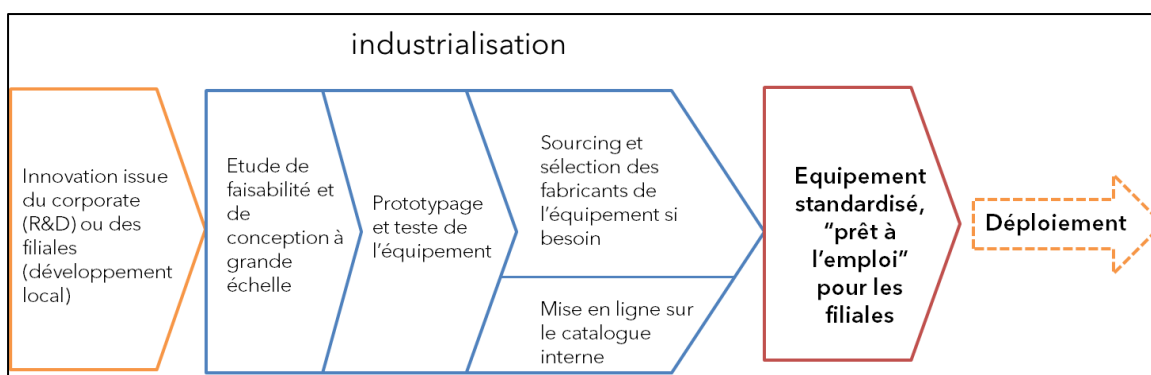 industrialisation
Innovation issue
du corporate
(R&D) ou des
filiales
(développement
local)
Etude de
faisabilité et
de
conception à
grande
échelle
Prototypage
et teste de
l'équipement
Sourcing et
sélection des
fabricants de
l'équipement si
besoin
Mise en ligne sur
le catalogue
interne
Equipement
standardisé,
"prêt à
l'emploi"
pour les
filiales
Déploiement